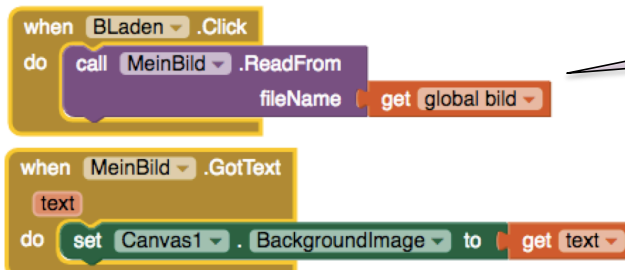 when BLaden .Click
do call MeinBild .ReadFrom
fileName get global bild
when MeinBild .GotText
text
do set Canvas1 . BackgroundImage to get text